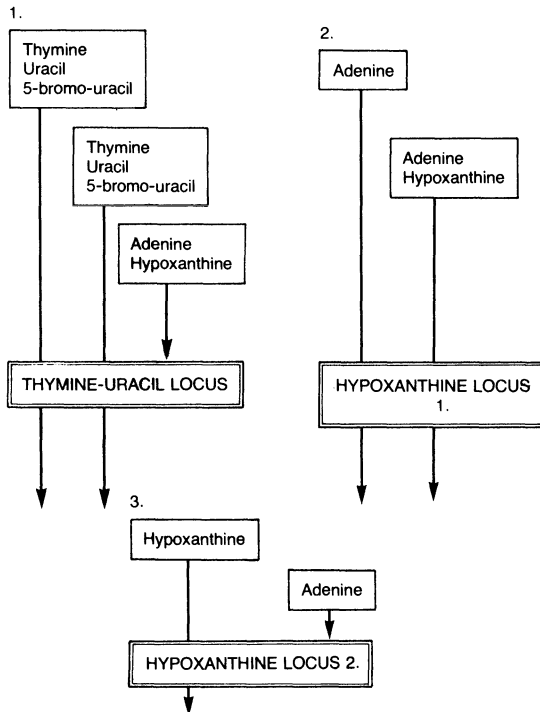 1.
Thymine
Uracil
5-bromo-uracil
Thymine
Uracil
5-bromo-uracil
Adenine
Hypoxanthine
THYMINE-URACIL LOCUS
2.
Adenine
Adenine
Hypoxanthine
HYPOXANTHINE LOCUS
1.
3.
Hypoxanthine
Adenine
HYPOXANTHINE LOCUS 2.